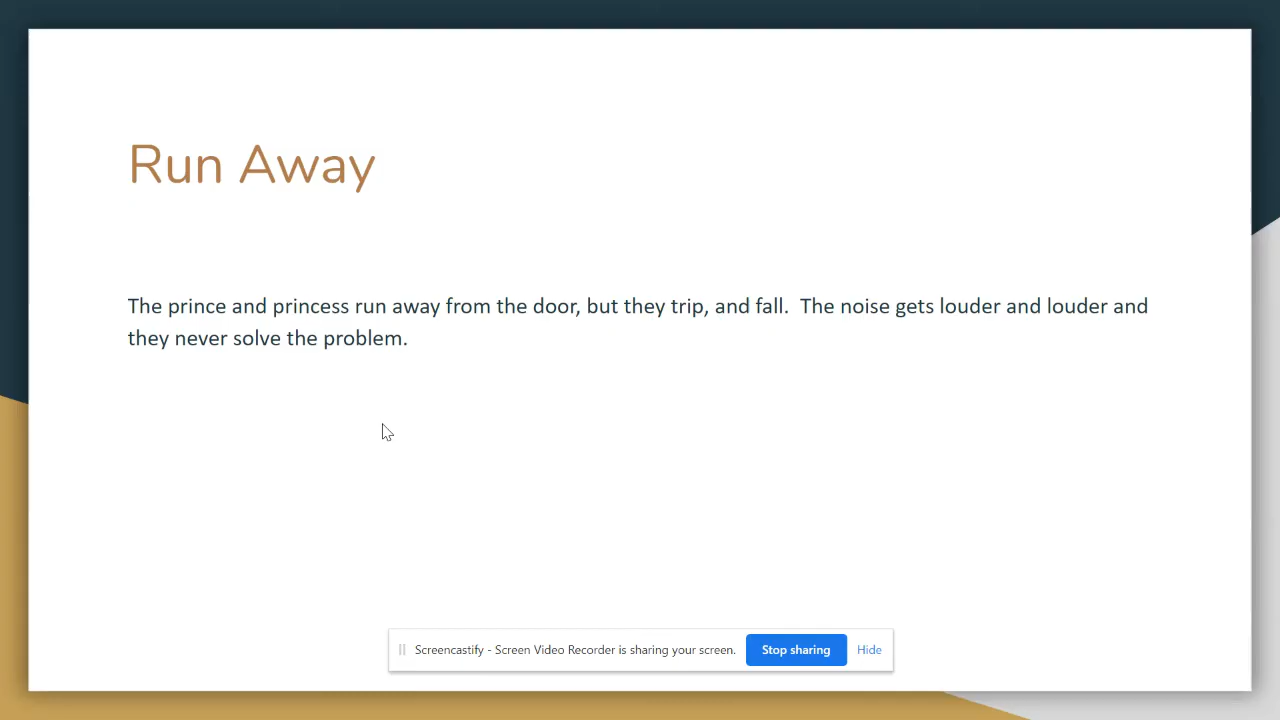 Run Away
The prince and princess run away from the door, but they trip, and fall.  The noise gets louder and louder and
they never solve the problem.
Screencastify - Screen Video Recorder is sharing your screen. Stop sharing Hide